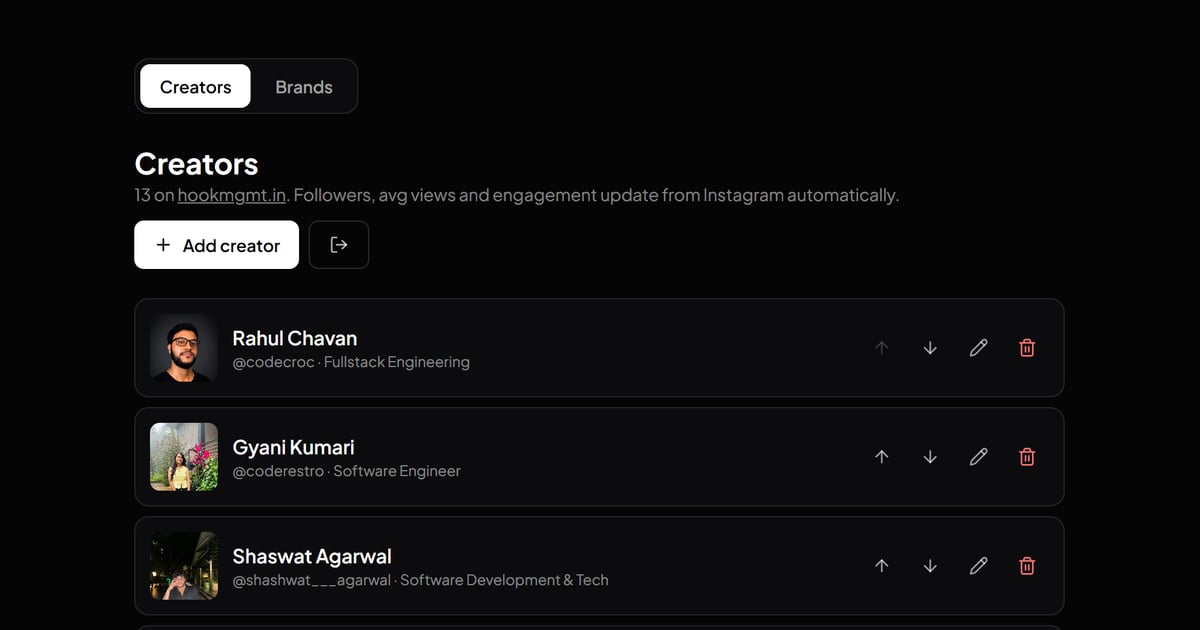 Creators
Brands
Creators
13 on hookmgmt.in. Followers, avg views and engagement update from Instagram automatically.
+ Add creator
Rahul Chavan
@codecroc · Fullstack Engineering
Gyani Kumari
@coderestro · Software Engineer
Shaswat Agarwal
@shashwat___agarwal · Software Development & Tech